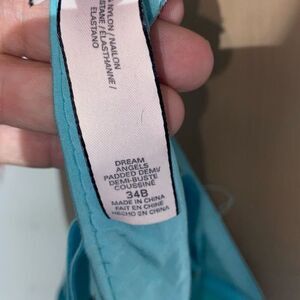 NYLON / NAILON
ELASTHANNE /
ELASTANO
DREAM
ANGELS
PADDED DEMI/
DEMI-BUSTE
COUSSINE
34B
MADE IN CHINA
FAIT EN CHINE
HECHO EN CHINA